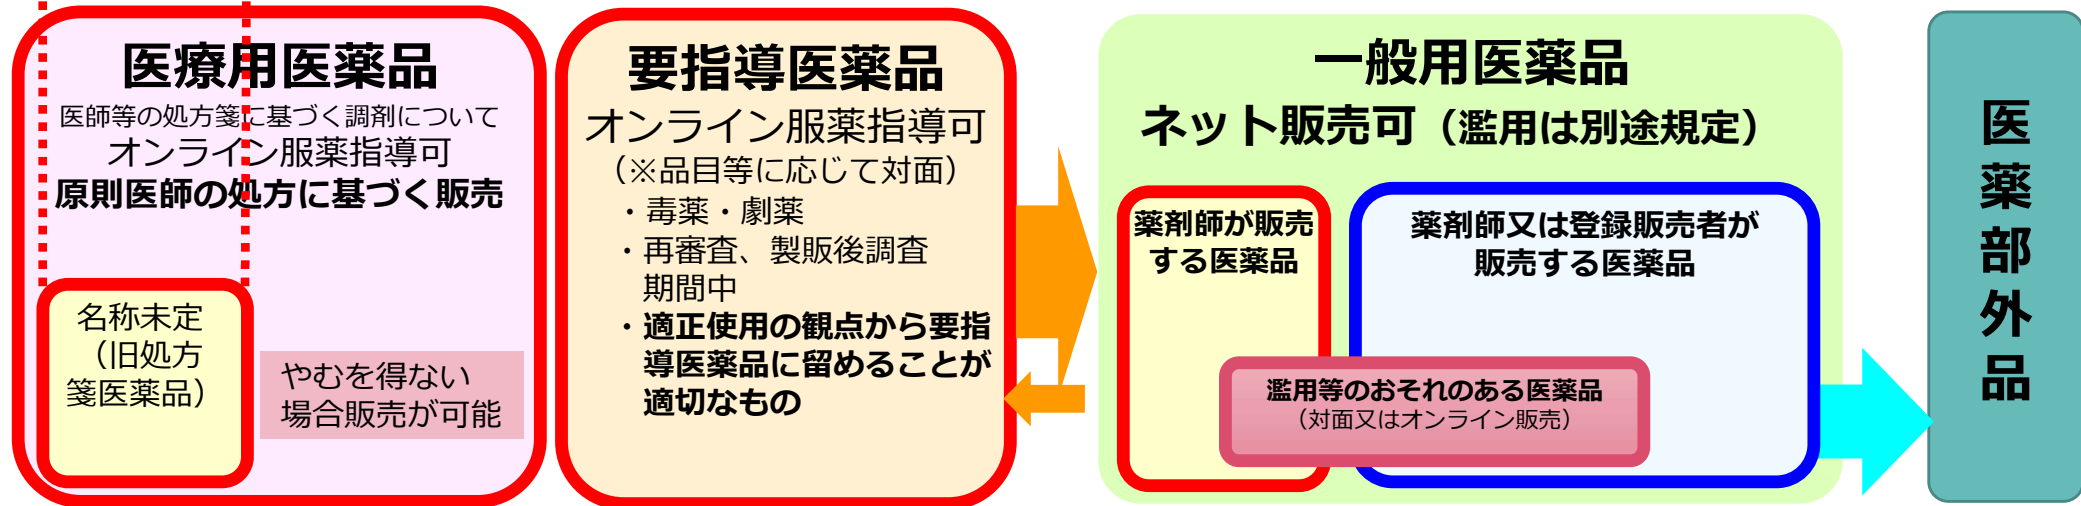 医療用医薬品
医師等の処方箋に基づく調剤について
オンライン服薬指導可
原則医師の処方に基づく販売
名称未定
（旧処方
箋医薬品）
やむを得ない
場合販売が可能
要指導医薬品
オンライン服薬指導可
（※品目等に応じて対面）
・毒薬・劇薬
・再審査、製販後調査
期間中
・適正使用の観点から要指
導医薬品に留めることが
適切なもの
一般用医薬品
ネット販売可（濫用は別途規定）
薬剤師が販売
する医薬品
薬剤師又は登録販売者が
販売する医薬品
濫用等のおそれのある医薬品
（対面又はオンライン販売）
医薬部外品